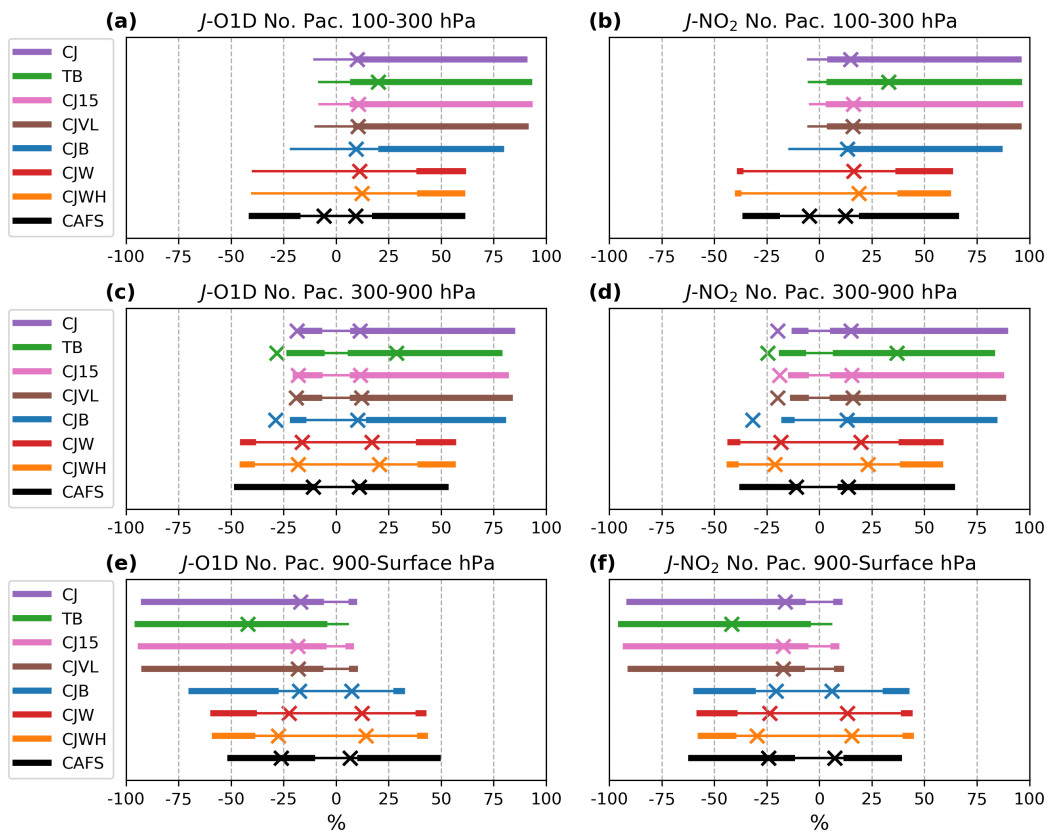 (a) J-O1D No. Pac. 100-300 hPa
(b) J-NO₂ No. Pac. 100-300 hPa
CJ
TB
CJ15
CJVL
CJB
CJW
CJWH
CAFS
-100 -75 -50 -25 0 25 50 75 100
-100 -75 -50 -25 0 25 50 75 100
(c) J-O1D No. Pac. 300-900 hPa
(d) J-NO₂ No. Pac. 300-900 hPa
CJ
TB
CJ15
CJVL
CJB
CJW
CJWH
CAFS
-100 -75 -50 -25 0 25 50 75 100
-100 -75 -50 -25 0 25 50 75 100
(e) J-O1D No. Pac. 900-Surface hPa
(f) J-NO₂ No. Pac. 900-Surface hPa
CJ
TB
CJ15
CJVL
CJB
CJW
CJWH
CAFS
-100 -75 -50 -25 0 25 50 75 100
%
-100 -75 -50 -25 0 25 50 75 100
%